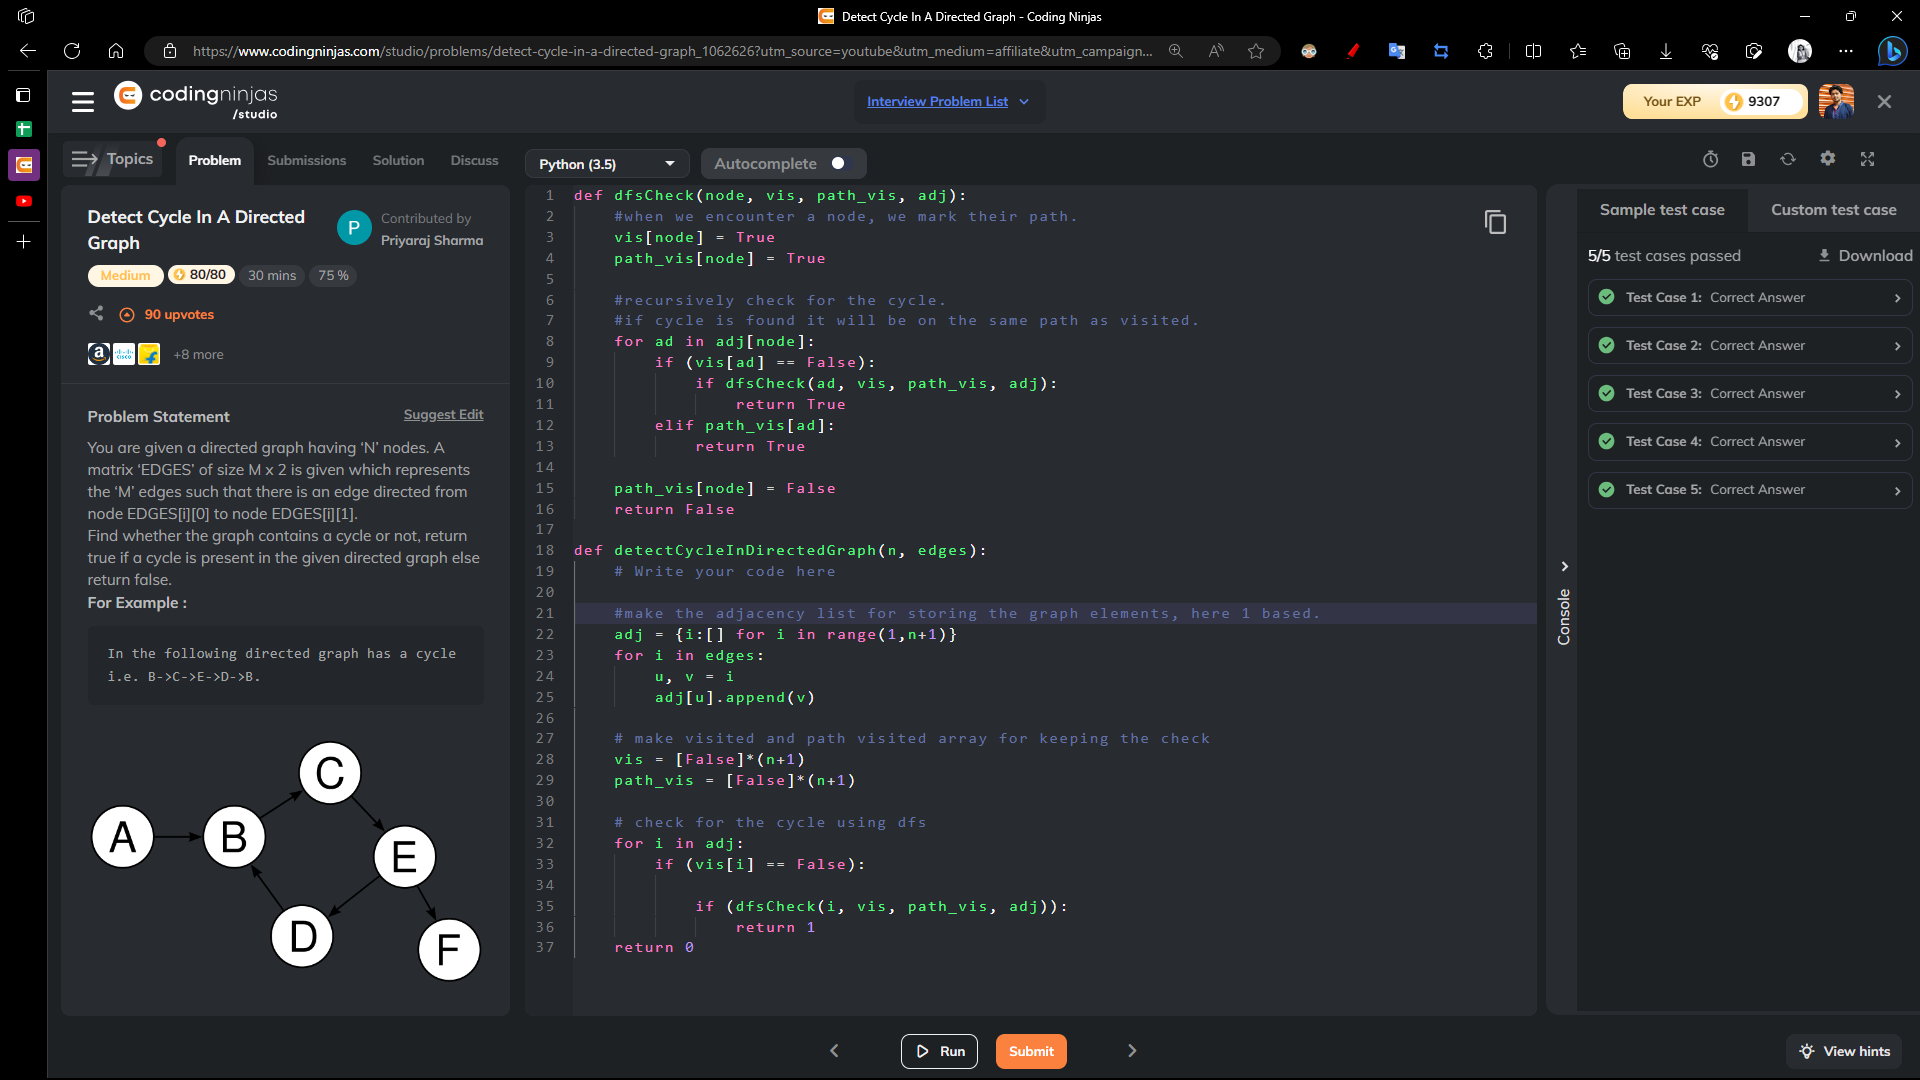 Detect Cycle In A Directed Graph - Coding Ninjas
https://www.codingninjas.com/studio/problems/detect-cycle-in-a-directed-graph_1062626?utm_source=youtube&utm_medium=affiliate&utm_campaign...
codingninjas
/studio
Interview Problem List
Your EXP 9307
Topics Problem Submissions Solution Discuss
Python (3.5) Autocomplete
Detect Cycle In A Directed
Graph
P
Contributed by
Priyaraj Sharma
Medium 80/80 30 mins 75 %
90 upvotes
a CISCO +8 more
Problem Statement Suggest Edit
You are given a directed graph having ‘N’ nodes. A
matrix ‘EDGES’ of size M x 2 is given which represents
the ‘M’ edges such that there is an edge directed from
node EDGES[i][0] to node EDGES[i][1].
Find whether the graph contains a cycle or not, return
true if a cycle is present in the given directed graph else
return false.
For Example :
In the following directed graph has a cycle
i.e. B->C->E->D->B.
C
A B E
D F
1 def dfsCheck(node, vis, path_vis, adj):
2 #when we encounter a node, we mark their path.
3 vis[node] = True
4 path_vis[node] = True
5
6 #recursively check for the cycle.
7 #if cycle is found it will be on the same path as visited.
8 for ad in adj[node]:
9 if (vis[ad] == False):
10 if dfsCheck(ad, vis, path_vis, adj):
11 return True
12 elif path_vis[ad]:
13 return True
14
15 path_vis[node] = False
16 return False
17
18 def detectCycleInDirectedGraph(n, edges):
19 # Write your code here
20
21 #make the adjacency list for storing the graph elements, here 1 based.
22 adj = {i:[] for i in range(1,n+1)}
23 for i in edges:
24 u, v = i
25 adj[u].append(v)
26
27 # make visited and path visited array for keeping the check
28 vis = [False]*(n+1)
29 path_vis = [False]*(n+1)
30
31 # check for the cycle using dfs
32 for i in adj:
33 if (vis[i] == False):
34
35 if (dfsCheck(i, vis, path_vis, adj)):
36 return 1
37 return 0
Console
Sample test case Custom test case
5/5 test cases passed Download
Test Case 1: Correct Answer
Test Case 2: Correct Answer
Test Case 3: Correct Answer
Test Case 4: Correct Answer
Test Case 5: Correct Answer
Run Submit
View hints